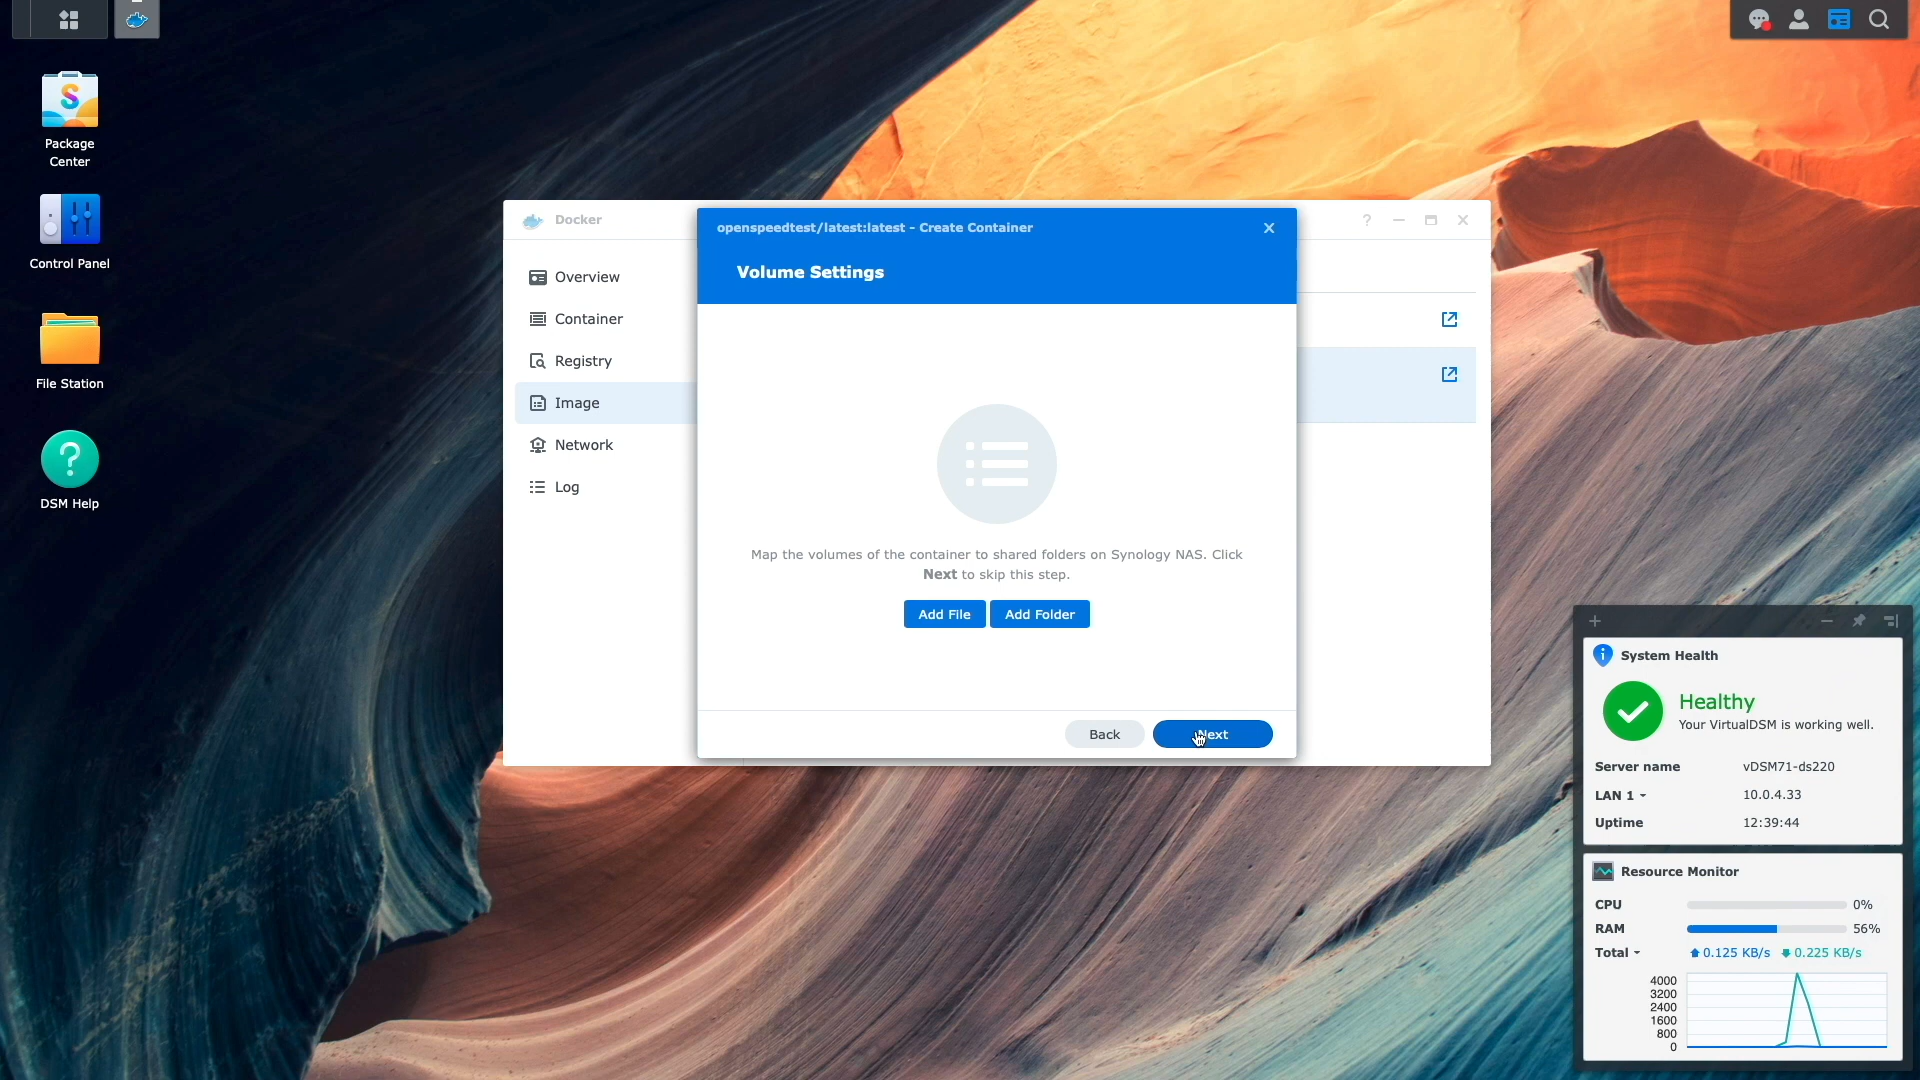 Package
Center
Control Panel
File Station
DSM Help
Docker
Overview
Container
Registry
Image
Network
Log
openspeedtest/latest:latest - Create Container
Volume Settings
Map the volumes of the container to shared folders on Synology NAS. Click
Next to skip this step.
Add File
Add Folder
Back
Next
System Health
Healthy
Your VirtualDSM is working well.
Server name vDSM71-ds220
LAN 1 10.0.4.33
Uptime 12:39:44
Resource Monitor
CPU 0%
RAM 56%
Total 0.125 KB/s 0.225 KB/s
4000
3200
2400
1600
800
0